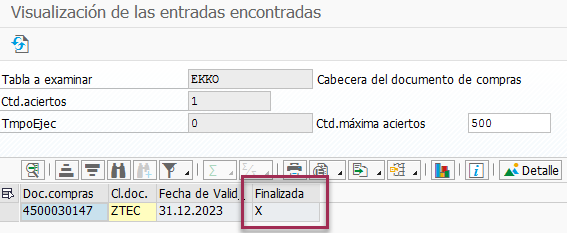 Visualización de las entradas encontradas
Tabla a examinar EKKO Cabecera del documento de compras
Ctd.aciertos 1
TmpoEjec 0 Ctd.máxima aciertos 500
Detalle
Doc.compras Cl.doc. Fecha de Valid_ Finalizada
4500030147 ZTEC 31.12.2023 X